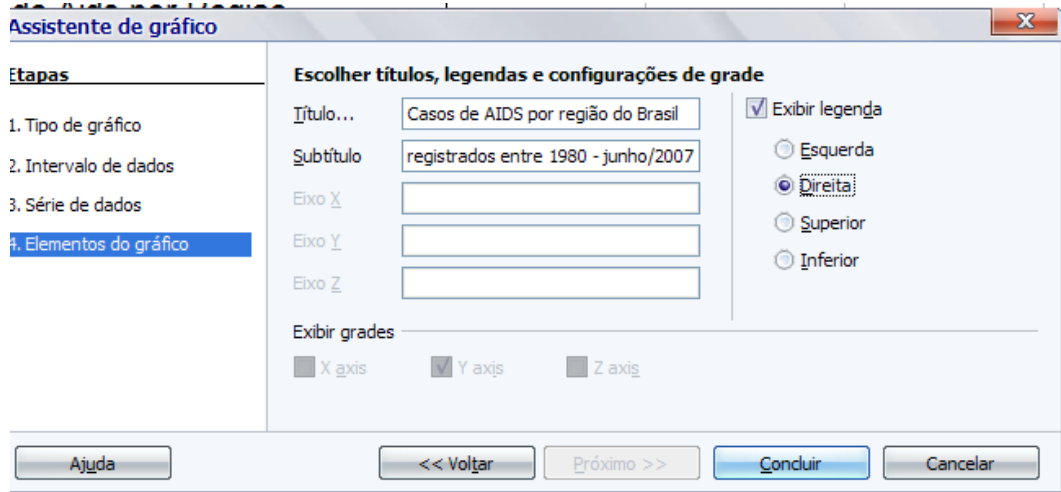 Assistente de gráfico
Etapas
1. Tipo de gráfico
2. Intervalo de dados
3. Série de dados
4. Elementos do gráfico
Escolher títulos, legendas e configurações de grade
Título... Casos de AIDS por região do Brasil
Subtítulo registrados entre 1980 - junho/2007
Eixo X
Eixo Y
Eixo Z
Exibir legenda
Esquerda
Direita
Superior
Inferior
Exibir grades
X axis Y axis Z axis
Ajuda << Voltar Próximo >> Concluir Cancelar